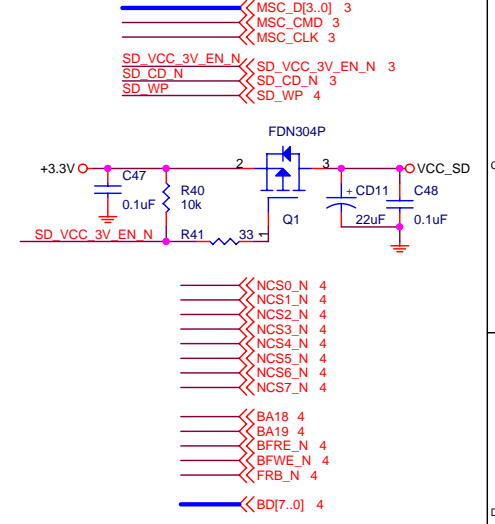 MSC_D[3..0] 3
MSC_CMD 3
MSC_CLK 3
SD_VCC_3V_EN_N
SD_VCC_3V_EN_N 3
SD_CD_N
SD_CD_N 3
SD_WP
SD_WP 4
FDN304P
+3.3V
2
3
VCC_SD
C47
0.1uF
R40
10k
+
CD11
22uF
C48
0.1uF
Q1
SD_VCC_3V_EN_N
R41
33
1
NCS0_N 4
NCS1_N 4
NCS2_N 4
NCS3_N 4
NCS4_N 4
NCS5_N 4
NCS6_N 4
NCS7_N 4
BA18 4
BA19 4
BFRE_N 4
BFWE_N 4
FRB_N 4
BD[7..0] 4